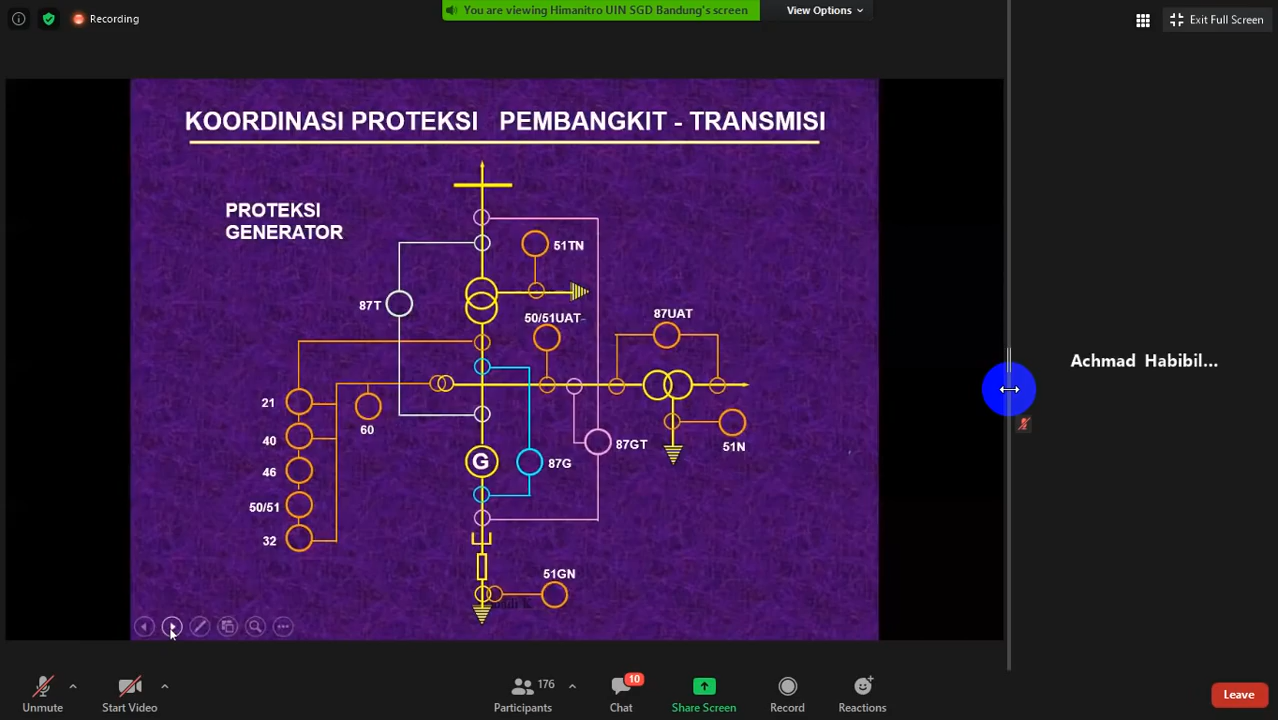 Recording
You are viewing Himanitro UIN SGD Bandung's screen
View Options
Exit Full Screen
KOORDINASI PROTEKSI PEMBANGKIT - TRANSMISI
PROTEKSI
GENERATOR
51TN
87T
50/51UAT
87UAT
21
60
40
87GT
51N
G
87G
46
50/51
32
51GN
Achmad Habibil...
Unmute
Start Video
176
Participants
10
Chat
Share Screen
Record
Reactions
Leave